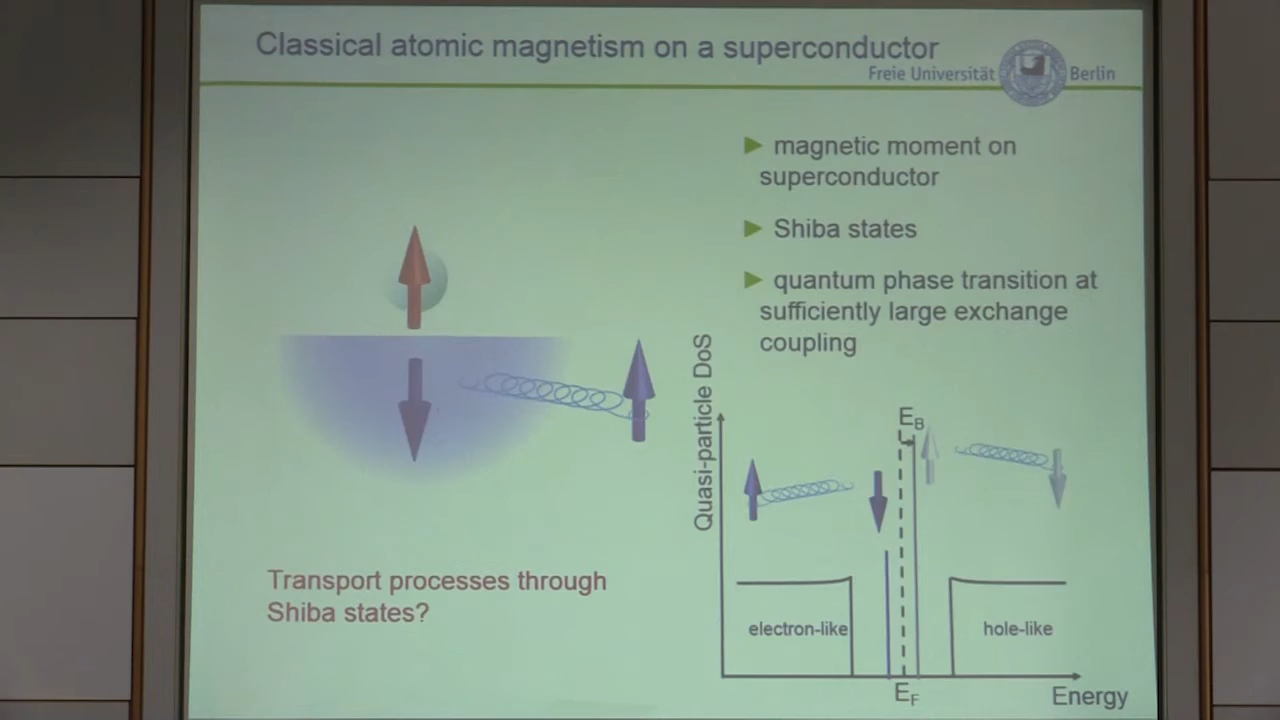 Classical atomic magnetism on a superconductor
Freie Universität Berlin
► magnetic moment on
superconductor
► Shiba states
► quantum phase transition at
sufficiently large exchange
coupling
Transport processes through
Shiba states?
Quasi-particle DoS
E_B
electron-like
hole-like
E_F
Energy